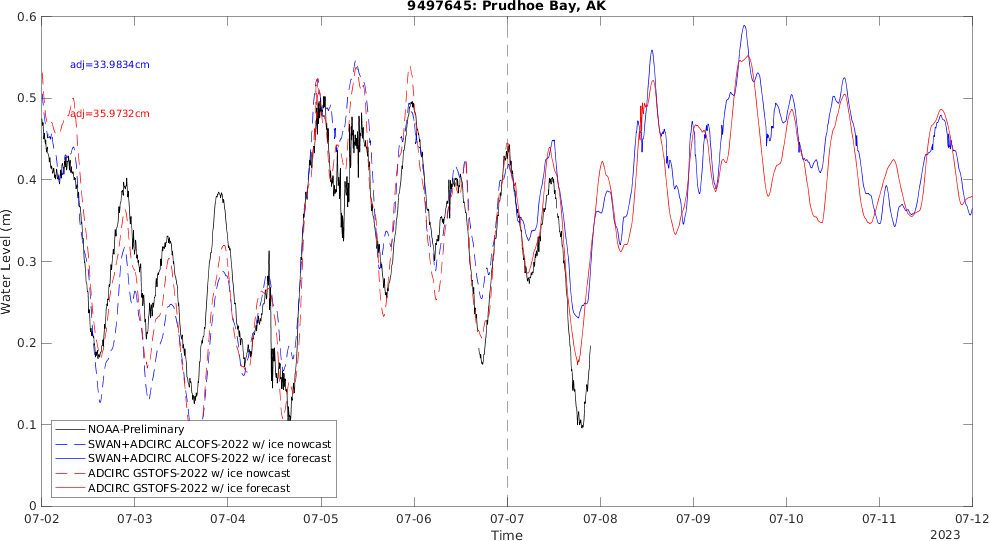 9497645: Prudhoe Bay, AK
Water Level (m)
0.6
0.5
0.4
0.3
0.2
0.1
0
adj=33.9834cm
adj=35.9732cm
NOAA-Preliminary
SWAN+ADCIRC ALCOFS-2022 w/ ice nowcast
SWAN+ADCIRC ALCOFS-2022 w/ ice forecast
ADCIRC GSTOFS-2022 w/ ice nowcast
ADCIRC GSTOFS-2022 w/ ice forecast
07-02 07-03 07-04 07-05 07-06 07-07 07-08 07-09 07-10 07-11 07-12
Time
2023